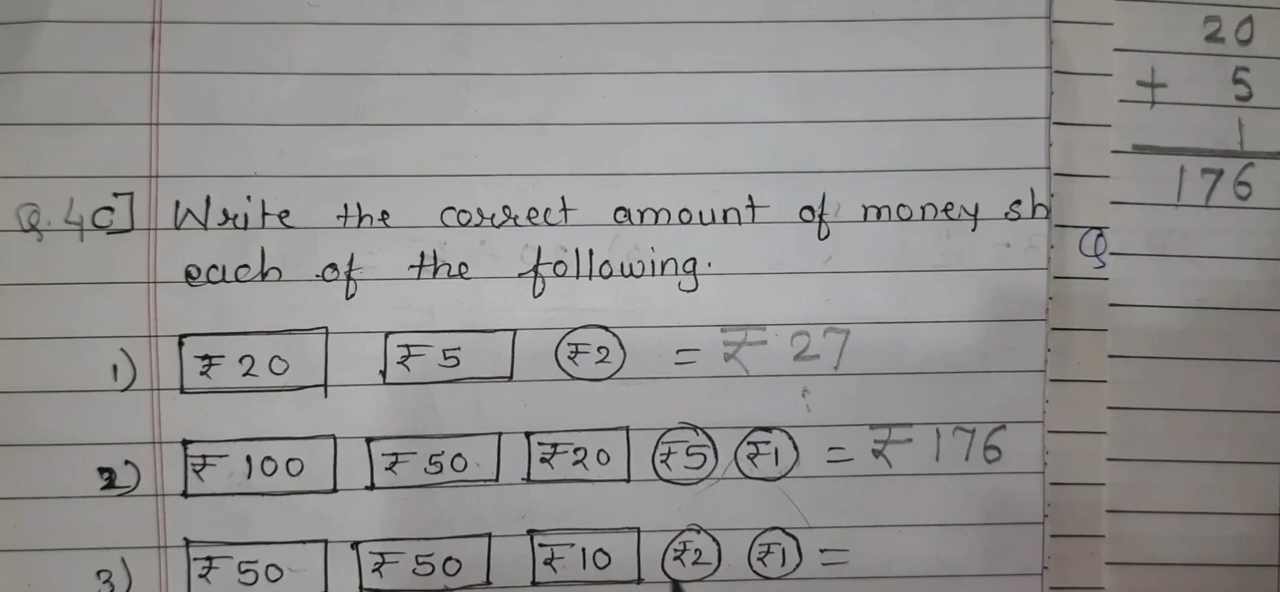 20
+ 5
1
176
Q.4c] Write the correct amount of money sh
each of the following.
Q
1) ₹20 ₹5 ₹2 = ₹ 27
2) ₹100 ₹50 ₹20 ₹5 ₹1 = ₹ 176
3) ₹50 ₹50 ₹10 ₹2 ₹1 =